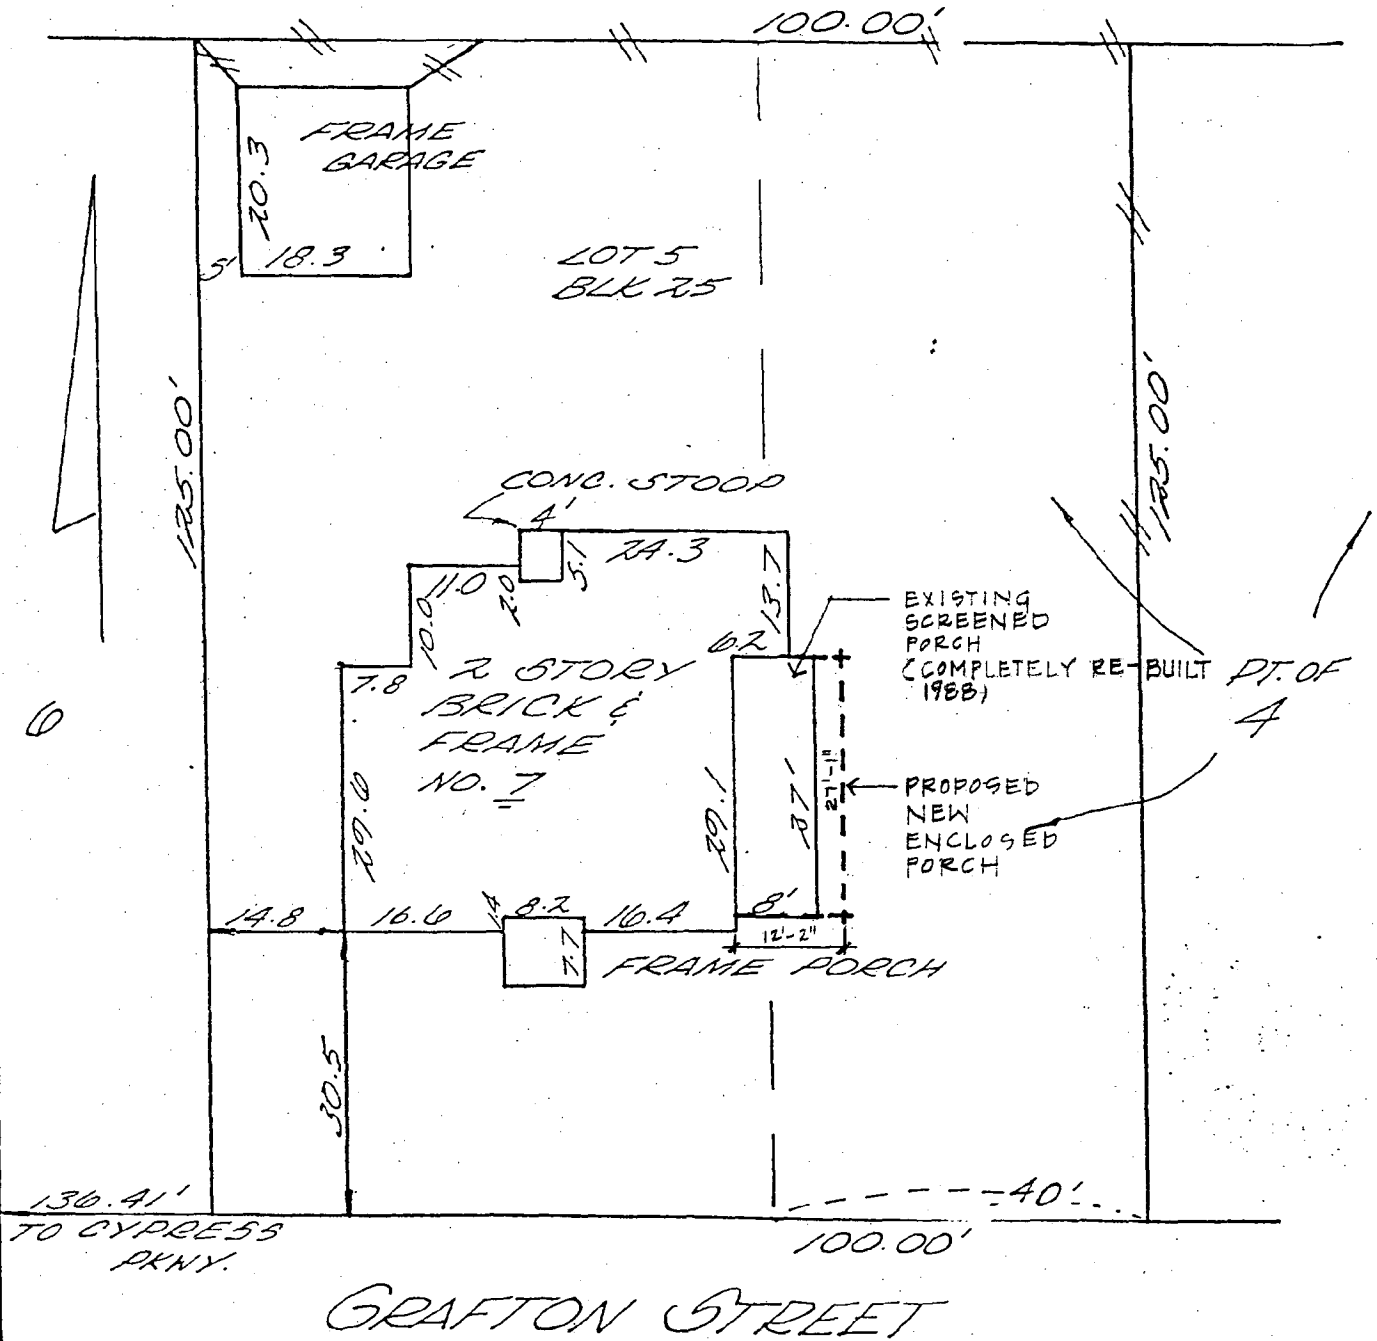 100.00'
FRAME
GARAGE
20.3
5'
18.3
LOT 5
BLK 25
125.00'
125.00'
CONC. STOOP
4'
5.1
24.3
11.0
2.0
10.0
13.7
6.2
7.8
2 STORY
BRICK &
FRAME
NO. 7
EXISTING
SCREENED
PORCH
(COMPLETELY RE-BUILT
1988)
PT. OF
4
6
29.0
29.1
27'
27'-1"
PROPOSED
NEW
ENCLOSED
PORCH
14.8
16.6
1.4
8.2
7.7
16.4
8'
12'-2"
FRAME PORCH
30.5
136.41'
TO CYPRESS
PKWY.
40'
100.00'
GRAFTON STREET